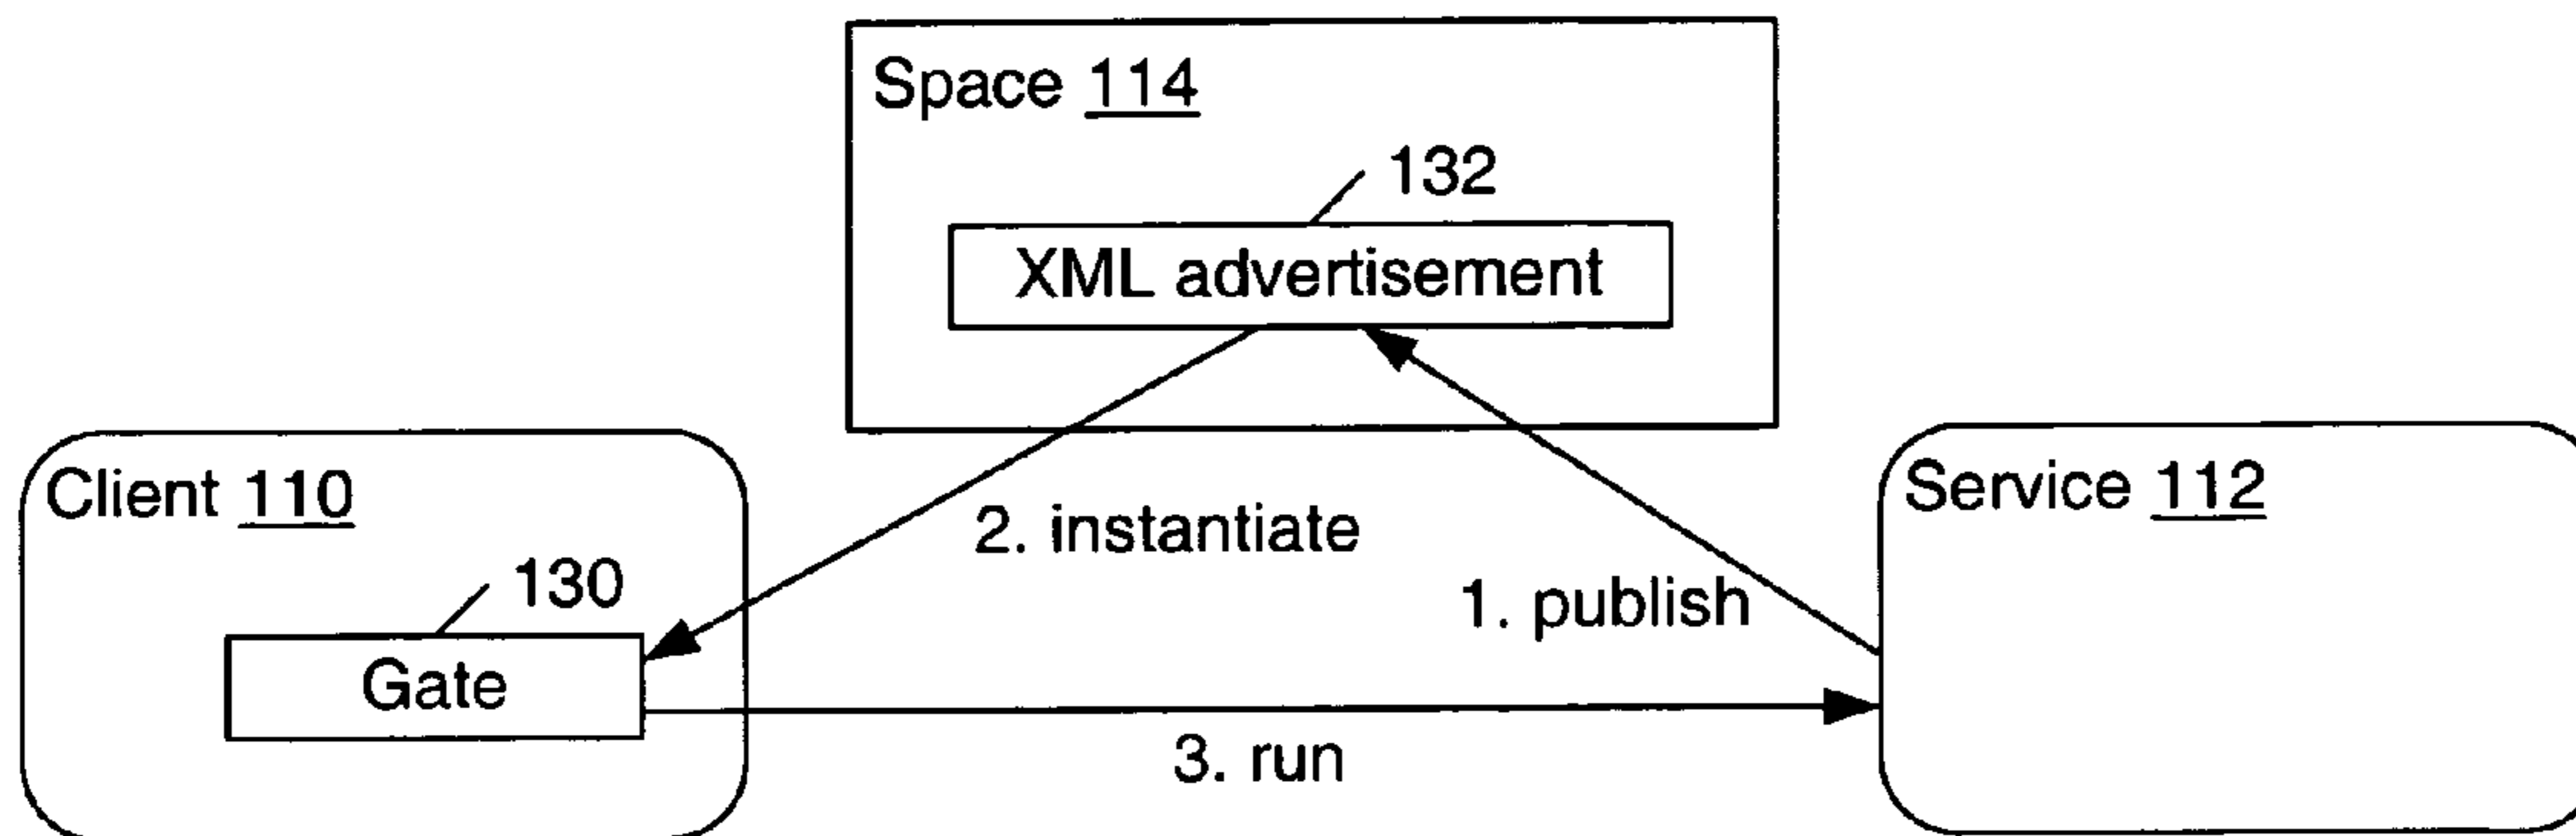 Space 114
132
XML advertisement
Client 110
Service 112
2. instantiate
130
1. publish
Gate
3. run